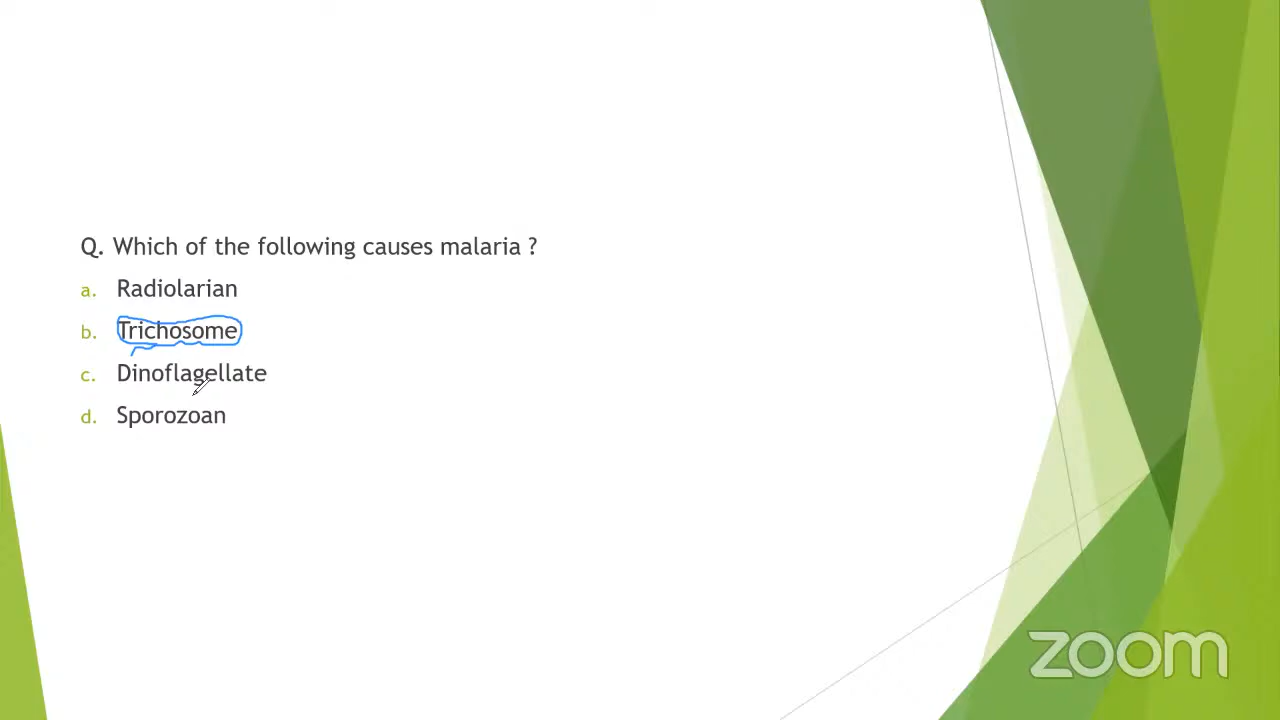 Q. Which of the following causes malaria ?
a. Radiolarian
b. Trichosome
c. Dinoflagellate
d. Sporozoan
zoom